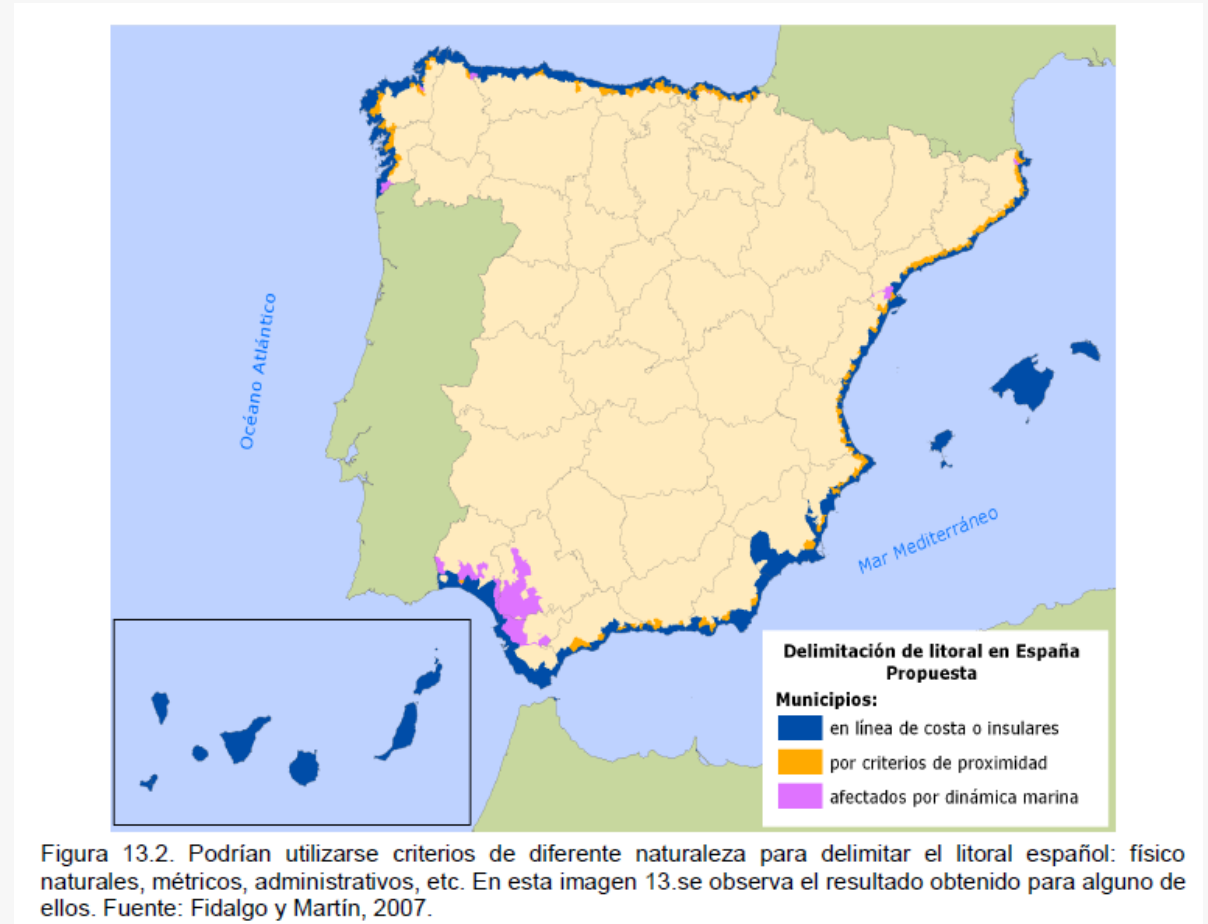 Océano Atlántico
Mar Mediterráneo
Delimitación de litoral en España
Propuesta
Municipios:
en línea de costa o insulares
por criterios de proximidad
afectados por dinámica marina
Figura 13.2. Podrían utilizarse criterios de diferente naturaleza para delimitar el litoral español: físico
naturales, métricos, administrativos, etc. En esta imagen 13.se observa el resultado obtenido para alguno de
ellos. Fuente: Fidalgo y Martín, 2007.